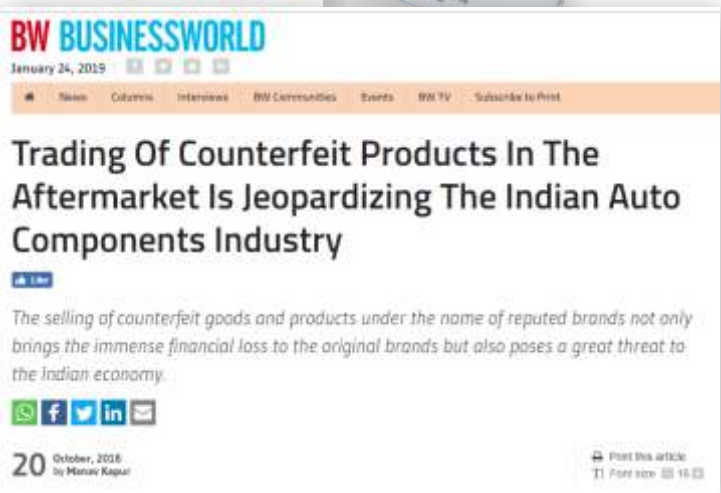 BW BUSINESSWORLD
January 24, 2019
News Columns Interviews BW Communities Events BW TV Subscribe to Print
Trading Of Counterfeit Products In The
Aftermarket Is Jeopardizing The Indian Auto
Components Industry
Like
The selling of counterfeit goods and products under the name of reputed brands not only
brings the immense financial loss to the original brands but also poses a great threat to
the Indian economy.
20 October, 2016
by Manav Kapur
Print this article
Font size 16